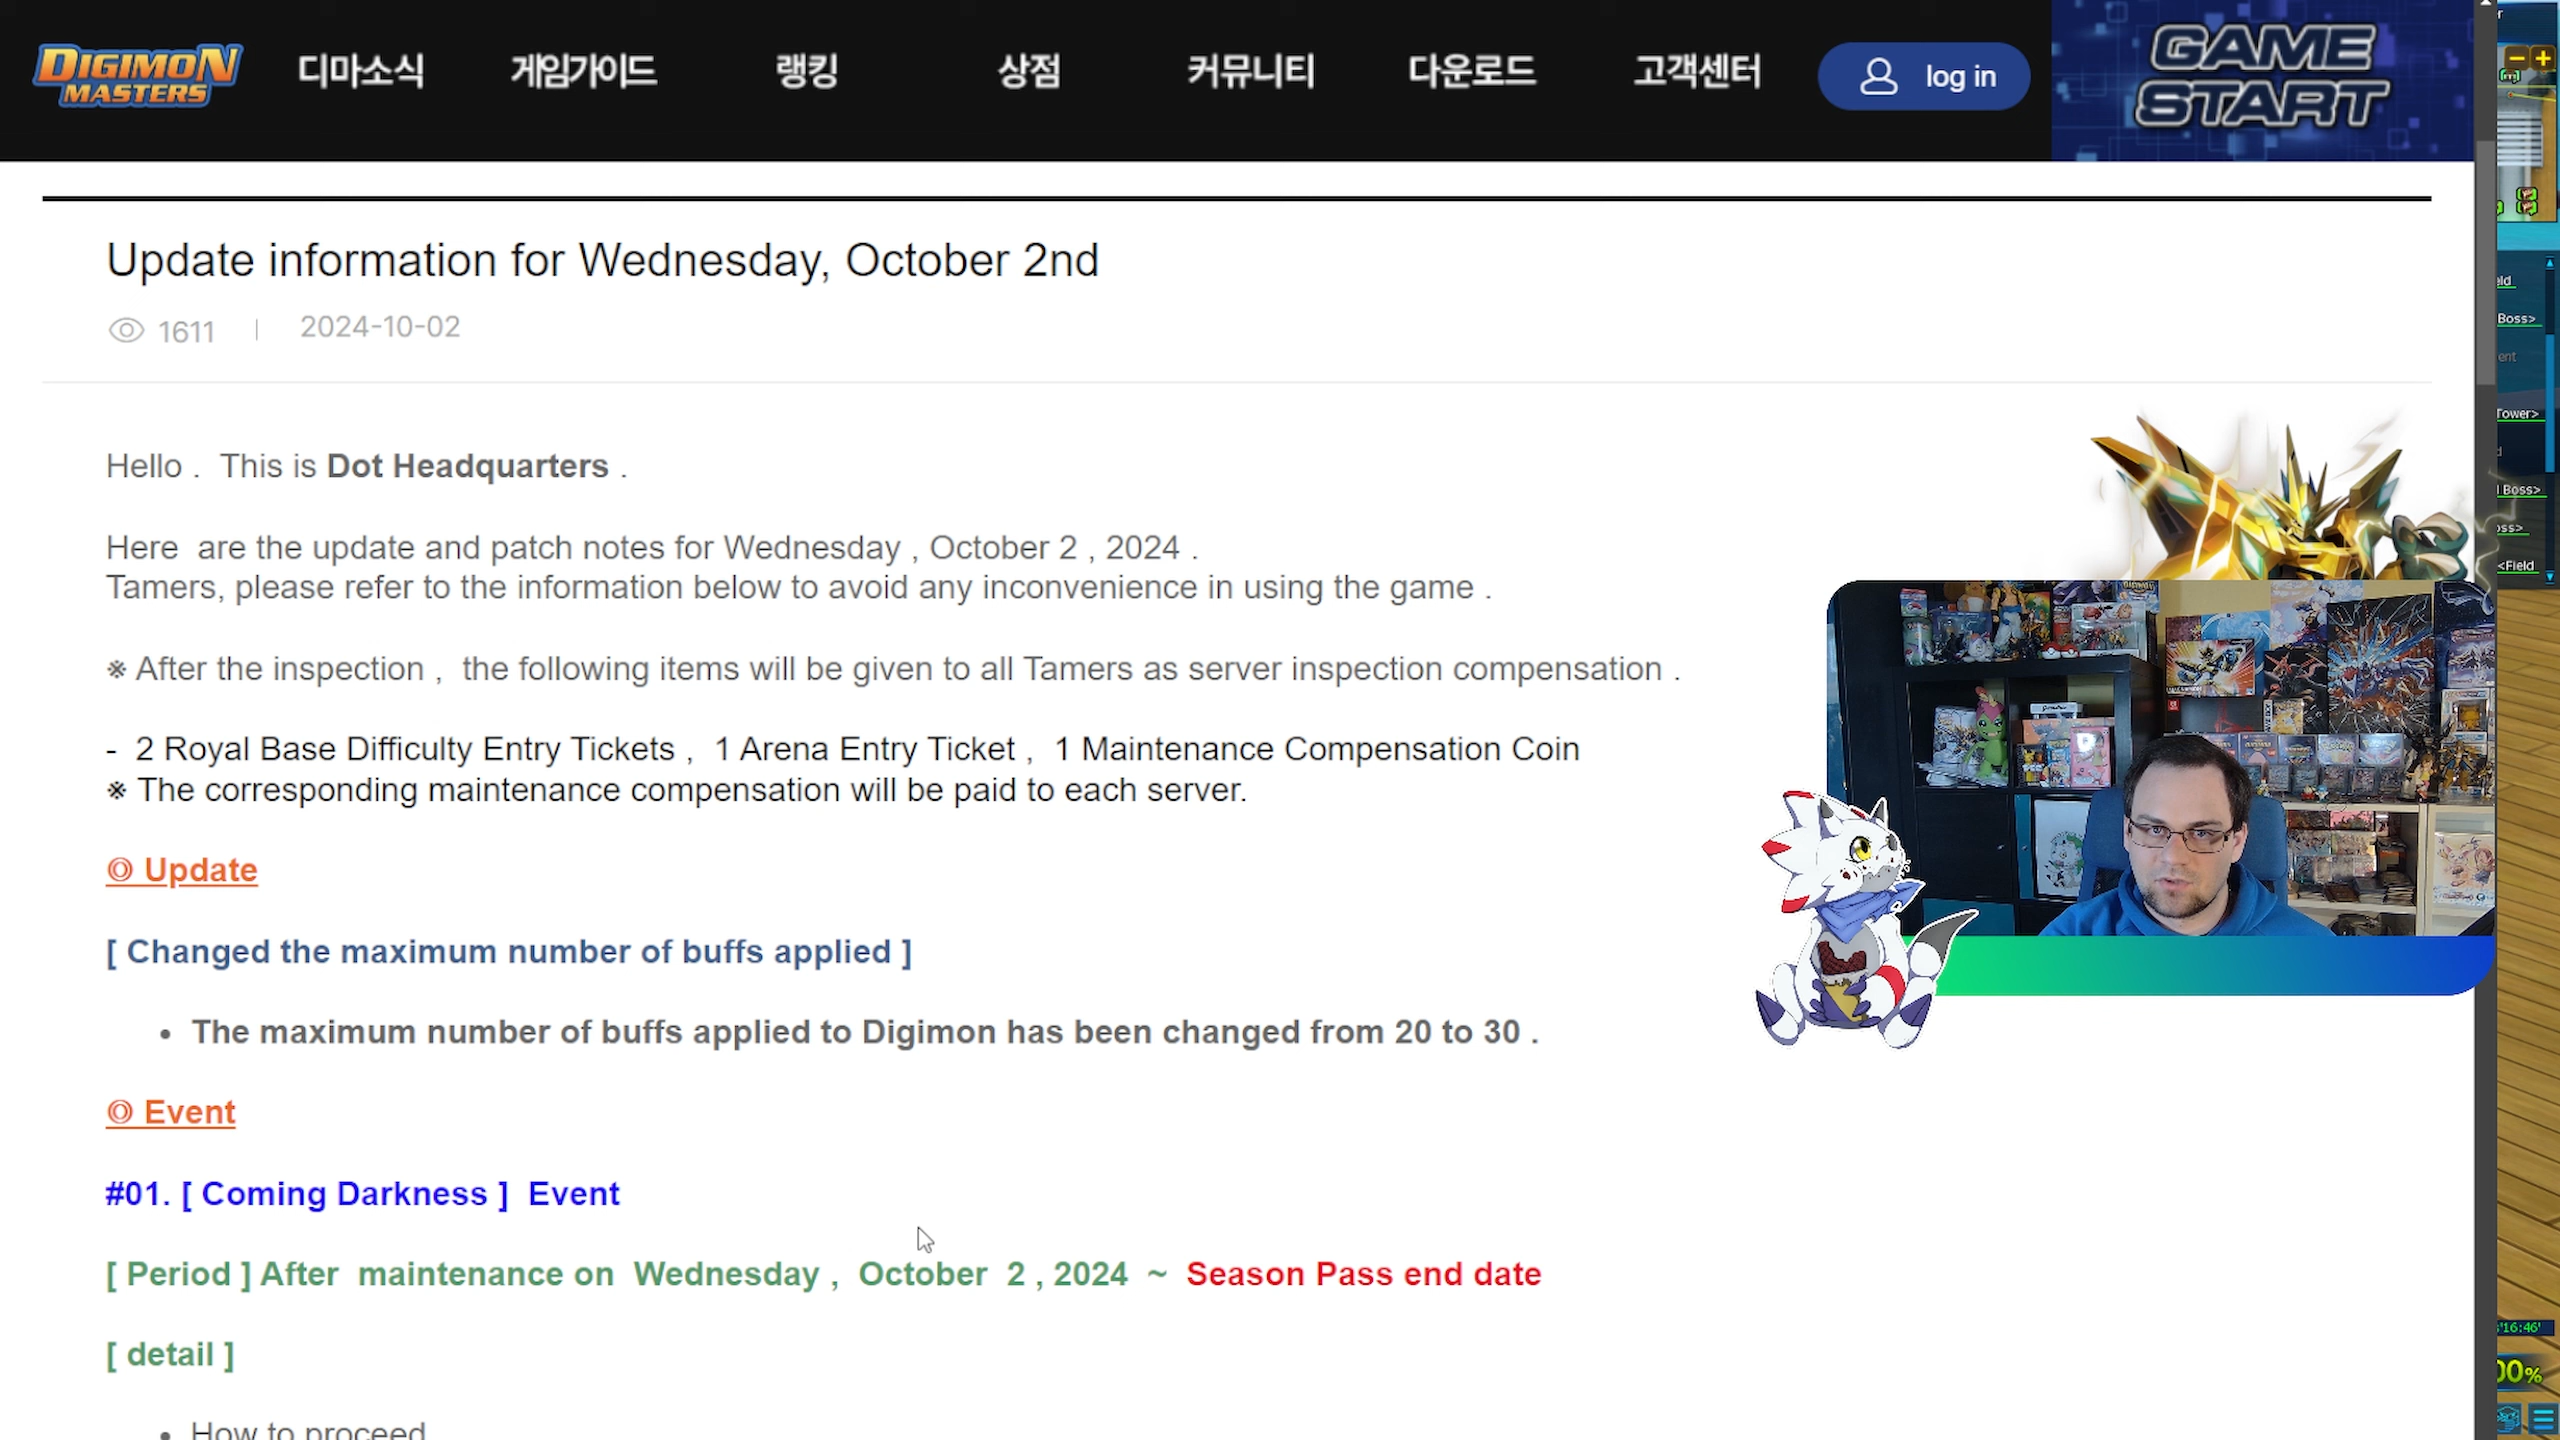 DIGIMON MASTERS
디마소식
게임가이드
랭킹
상점
커뮤니티
다운로드
고객센터
log in
GAME START
Update information for Wednesday, October 2nd
1611
2024-10-02
Hello .  This is Dot Headquarters .
Here  are the update and patch notes for Wednesday , October 2 , 2024 .
Tamers, please refer to the information below to avoid any inconvenience in using the game .
※ After the inspection ,  the following items will be given to all Tamers as server inspection compensation .
-  2 Royal Base Difficulty Entry Tickets ,  1 Arena Entry Ticket ,  1 Maintenance Compensation Coin
※ The corresponding maintenance compensation will be paid to each server.
◎ Update
[ Changed the maximum number of buffs applied ]
• The maximum number of buffs applied to Digimon has been changed from 20 to 30 .
◎ Event
#01. [ Coming Darkness ]  Event
[ Period ] After  maintenance on  Wednesday ,  October  2 , 2024  ~  Season Pass end date
[ detail ]
• How to proceed
Boss>
Tower>
Boss>
<Field
16:46'
00%